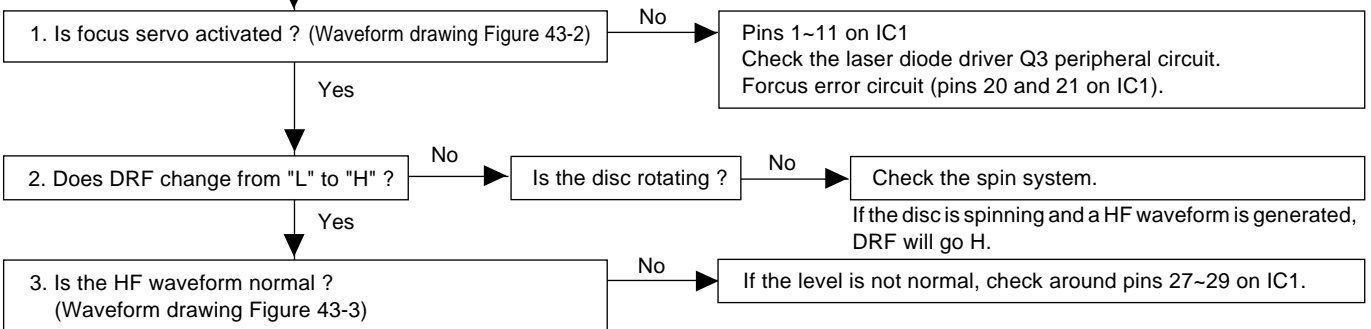 1. Is focus servo activated ? (Waveform drawing Figure 43-2)
No
Pins 1~11 on IC1
Check the laser diode driver Q3 peripheral circuit.
Forcus error circuit (pins 20 and 21 on IC1).
Yes
2. Does DRF change from "L" to "H" ?
No
Is the disc rotating ?
No
Check the spin system.
If the disc is spinning and a HF waveform is generated,
DRF will go H.
Yes
3. Is the HF waveform normal ?
(Waveform drawing Figure 43-3)
No
If the level is not normal, check around pins 27~29 on IC1.